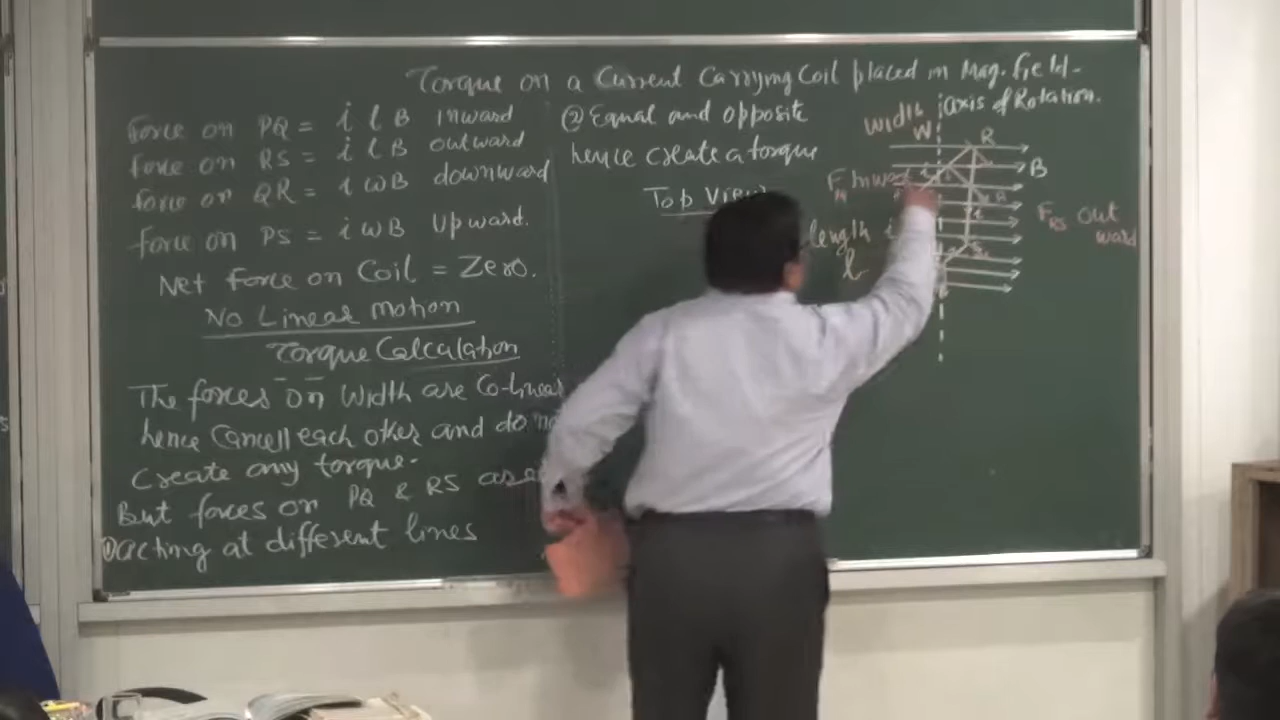 Torque on a Current Carrying Coil placed in Mag. field-
Force on PQ = i l B inward
force on RS = i l B outward
force on QR = i w B downward
force on PS = i w B Upward.
Net force on Coil = Zero.
No Linear Motion
Torque Calculation
The forces on width are Co-linear
hence Cancell each other and do no
Create any torque.
But forces on PQ & RS are
① acting at different lines
② Equal and opposite
hence create a torque
Top View
width
W
axis of Rotation.
R
B
F Inward
F RS out
ward
length
l
i
S